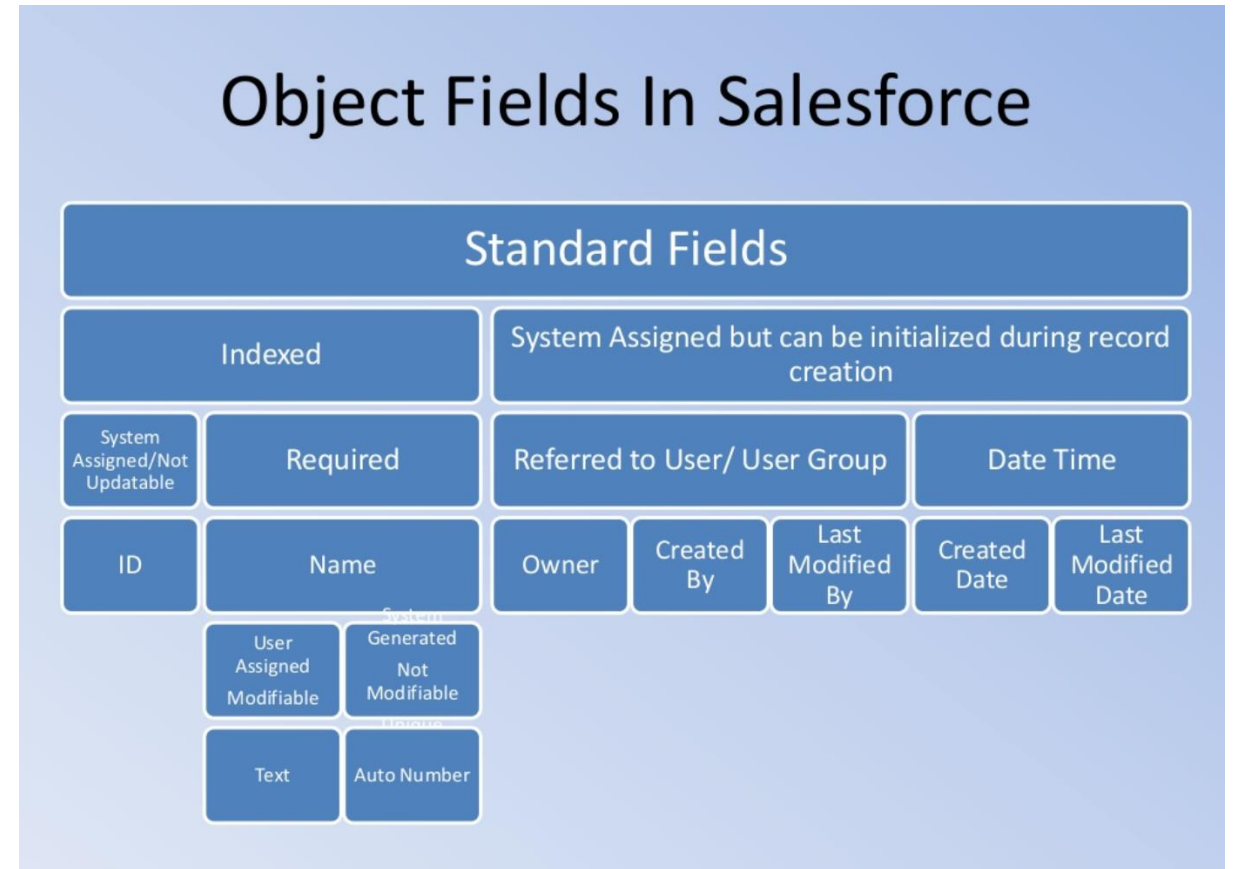 Object Fields In Salesforce
Standard Fields
Indexed
System Assigned but can be initialized during record
creation
System
Assigned/Not
Updatable
Required
Referred to User/ User Group
Date Time
ID
Name
Owner
Created
By
Last
Modified
By
Created
Date
Last
Modified
Date
User
Assigned
Modifiable
System
Generated
Not
Modifiable
Unique
Text
Auto Number